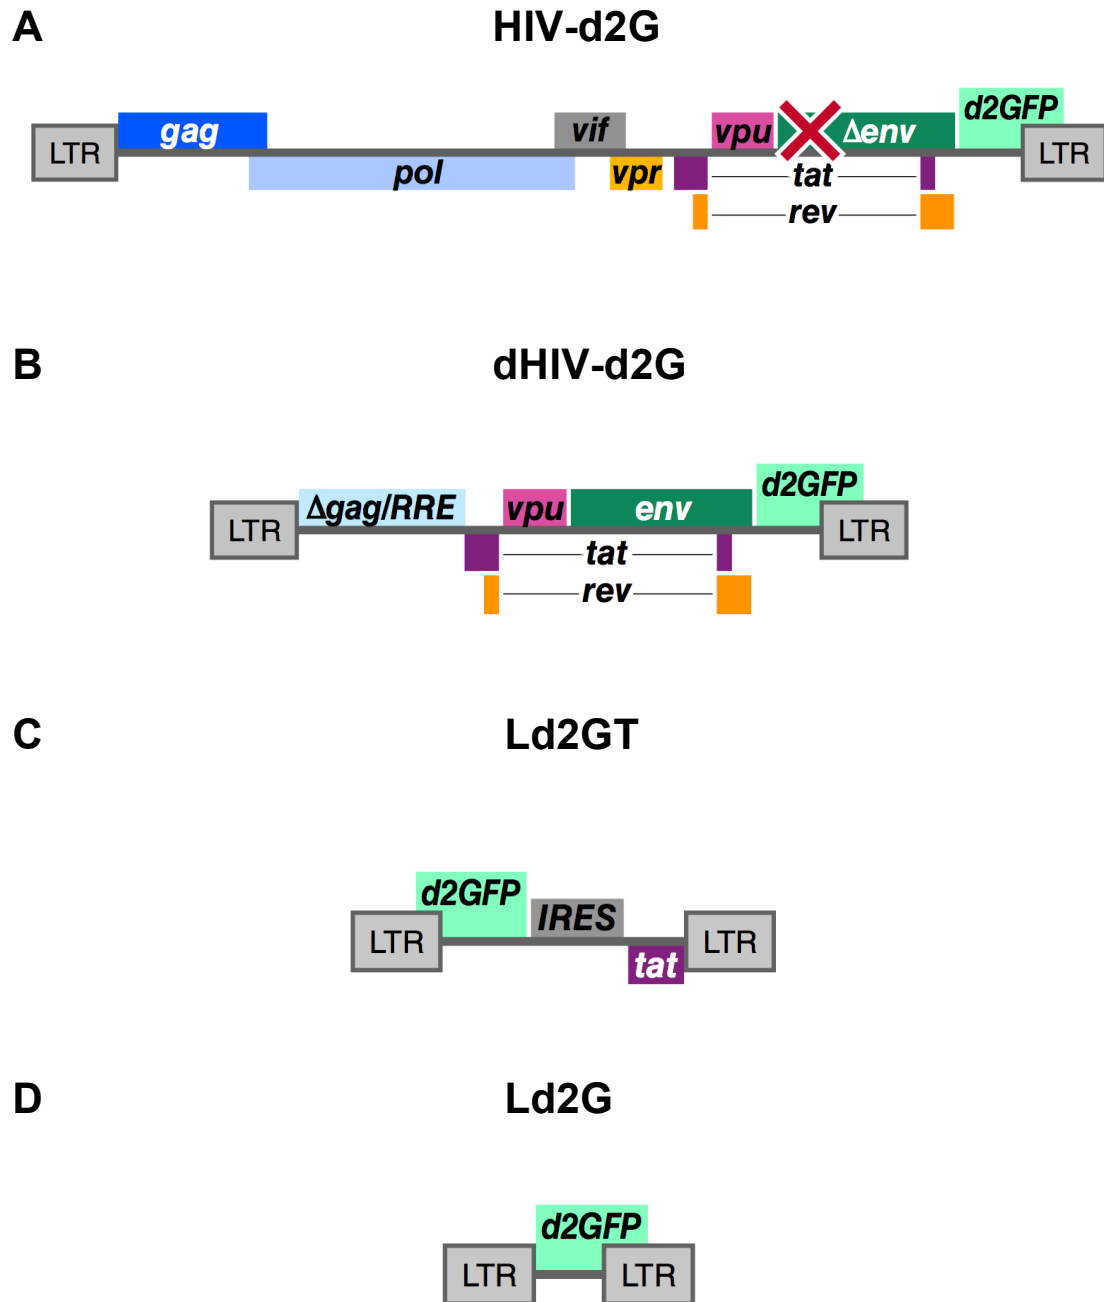 A HIV-d2G
LTR gag pol vif vpr vpu Δenv d2GFP LTR
tat
rev
B dHIV-d2G
LTR Δgag/RRE vpu env d2GFP LTR
tat
rev
C Ld2GT
LTR d2GFP IRES tat LTR
D Ld2G
LTR d2GFP LTR